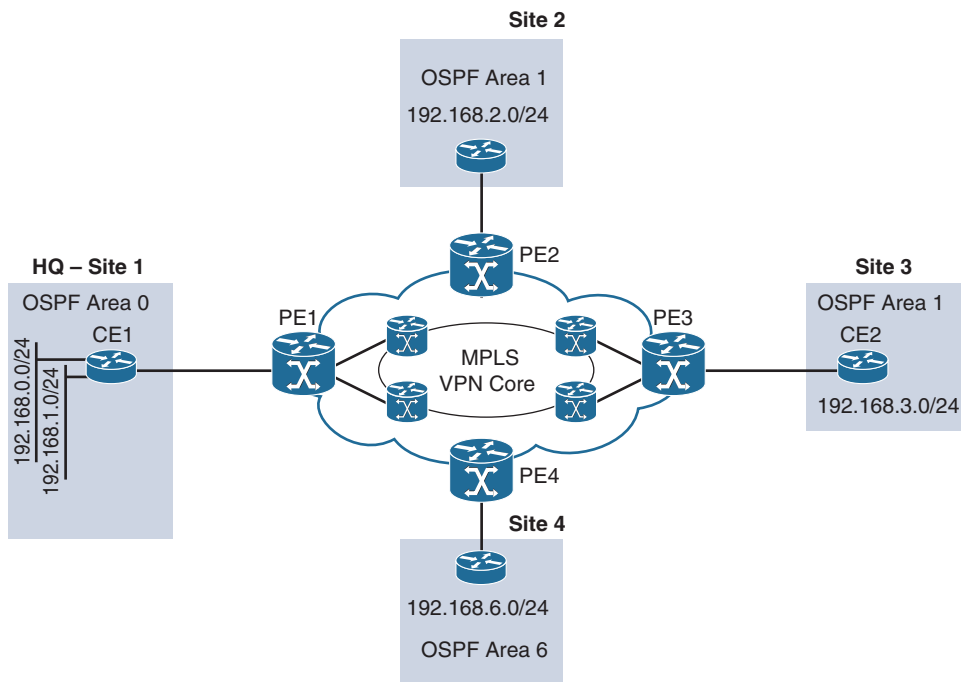 Site 2
OSPF Area 1
192.168.2.0/24
PE2
HQ – Site 1
OSPF Area 0
CE1
192.168.0.0/24
192.168.1.0/24
PE1
MPLS
VPN Core
PE3
Site 3
OSPF Area 1
CE2
192.168.3.0/24
PE4
Site 4
192.168.6.0/24
OSPF Area 6